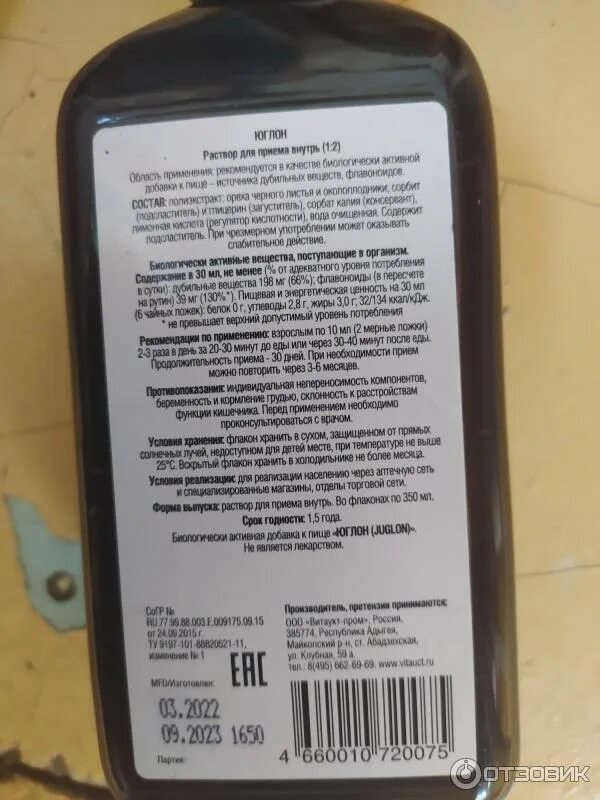 ЮГЛОН
Раствор для приема внутрь (1:2)
Область применения: рекомендуется в качестве биологически активной
добавки к пище – источника дубильных веществ, флавоноидов.
СОСТАВ: полиэкстракт: ореха черного листья и околоплодники; сорбит
(подсластитель) и глицерин (загуститель), сорбат калия (консервант),
лимонная кислота (регулятор кислотности), вода очищенная. Содержит
подсластитель. При чрезмерном употреблении может оказывать
слабительное действие.
Биологически активные вещества, поступающие в организм.
Содержание в 30 мл, не менее (% от адекватного уровня потребления
в сутки): дубильные вещества 198 мг (66%); флавоноиды (в пересчете
на рутин) 39 мг (130%*). Пищевая и энергетическая ценность на 30 мл
(6 чайных ложек): белок 0 г, углеводы 2,8 г, жиры 3,0 г; 32/134 ккал/кДж.
* не превышает верхний допустимый уровень потребления
Рекомендации по применению: взрослым по 10 мл (2 мерные ложки)
2-3 раза в день за 20-30 минут до еды или через 30-40 минут после еды.
Продолжительность приема - 30 дней. При необходимости прием
можно повторить через 3-6 месяцев.
Противопоказания: индивидуальная непереносимость компонентов,
беременность и кормление грудью, склонность к расстройствам
функции кишечника. Перед применением необходимо
проконсультироваться с врачом.
Условия хранения: флакон хранить в сухом, защищенном от прямых
солнечных лучей, недоступном для детей месте, при температуре не выше
25°С. Вскрытый флакон хранить в холодильнике не более месяца.
Условия реализации: для реализации населению через аптечную сеть
и специализированные магазины, отделы торговой сети.
Форма выпуска: раствор для приема внутрь. Во флаконах по 350 мл.
Срок годности: 1,5 года.
Биологически активная добавка к пище «ЮГЛОН (JUGLON)».
Не является лекарством.
СоГР №
RU.77.99.88.003.Е.009175.09.15
от 24.09.2015 г.
ТУ 9197-101-88820521-11,
изменение № 1
EAC
MFD/Изготовлен:
03.2022
09.2023 1650
Партия:
Производитель, претензии принимаются:
ООО «Витаукт-пром», Россия,
385774, Республика Адыгея,
Майкопский р-н, ст. Абадзехская,
ул. Клубная, 59 а.
тел.: 8(495) 662-69-69. www.vitauct.ru
4 660010 720075
ОТЗОВИК